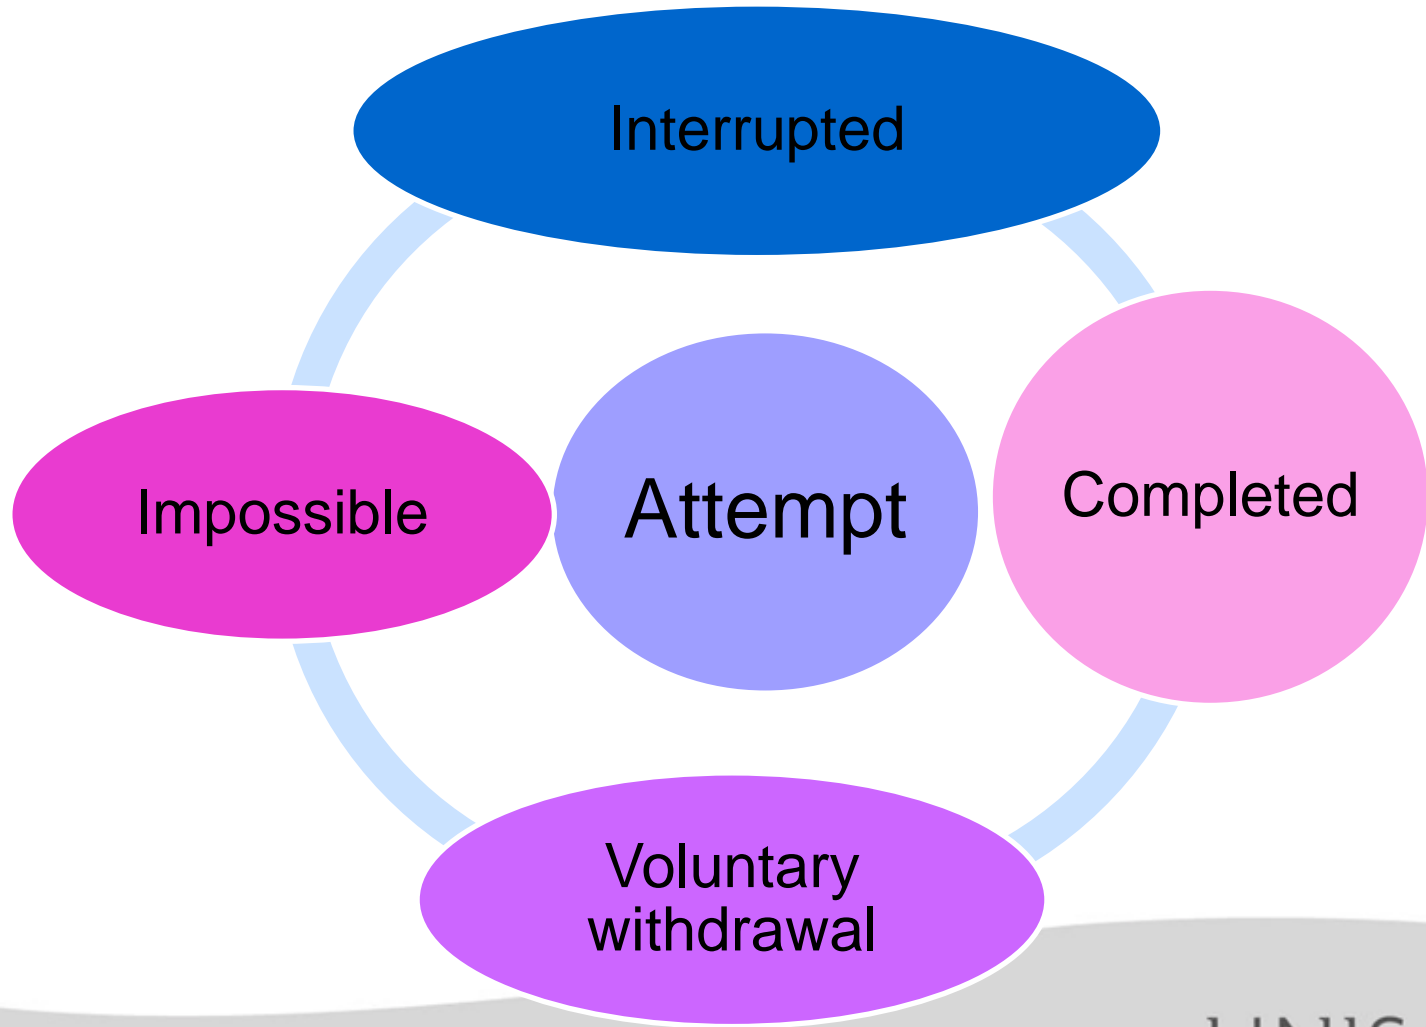 Interrupted
Impossible
Attempt
Completed
Voluntary
withdrawal